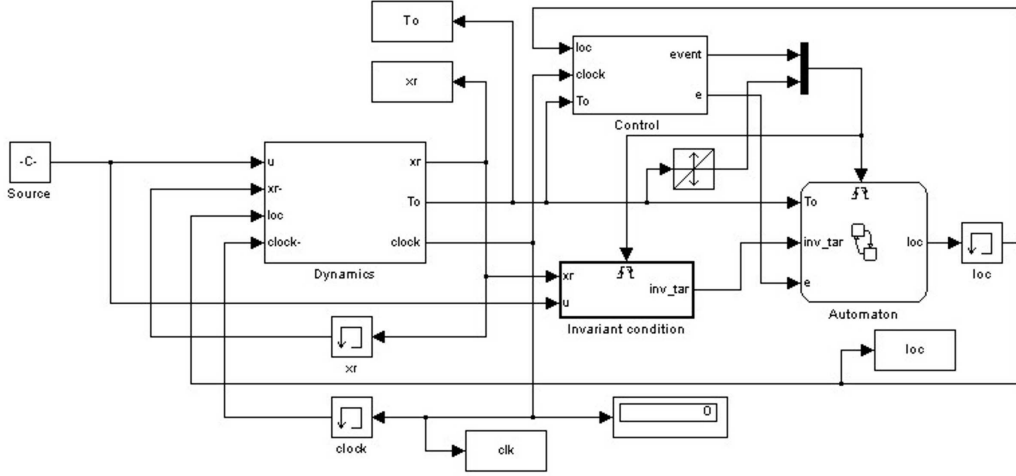 To
xr
loc
clock
To
event
e
Control
-C-
Source
u
xr-
loc
clock-
xr
To
clock
Dynamics
xr
u
inv_tar
Invariant condition
To
inv_tar
e
loc
Automaton
loc
xr
loc
clock
clk
0